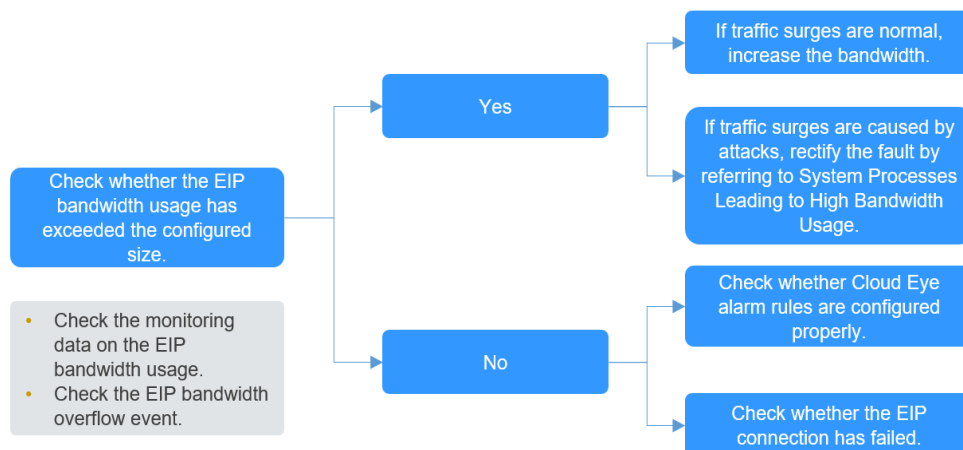 Check whether the EIP
bandwidth usage has
exceeded the configured
size.
• Check the monitoring
data on the EIP
bandwidth usage.
• Check the EIP bandwidth
overflow event.
Yes
If traffic surges are normal,
increase the bandwidth.
If traffic surges are caused by
attacks, rectify the fault by
referring to System Processes
Leading to High Bandwidth
Usage.
No
Check whether Cloud Eye
alarm rules are configured
properly.
Check whether the EIP
connection has failed.